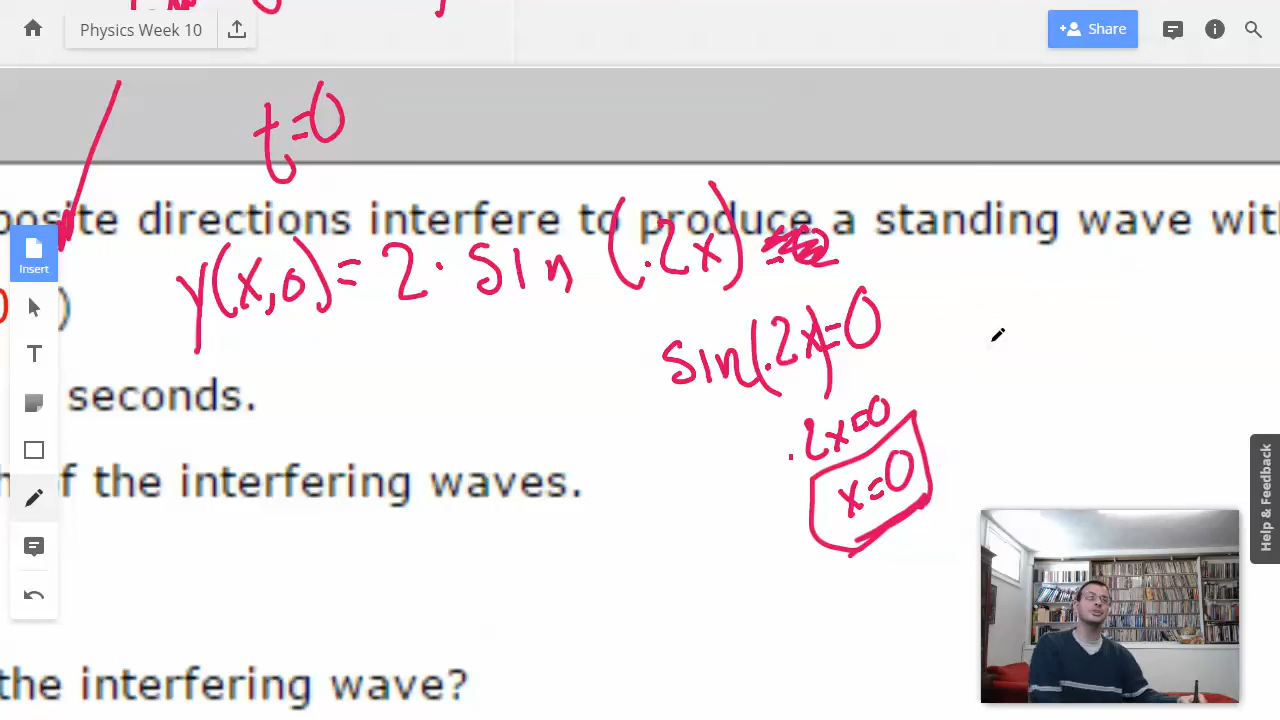 Physics Week 10
Share
t=0
posite directions interfere to produce a standing wave wit
y(x,0)=2·sin(.2x)=
Insert
0 )
sin(.2x)=0
seconds.
.2x=0
f the interfering waves.
x=0
Help & Feedback
the interfering wave?